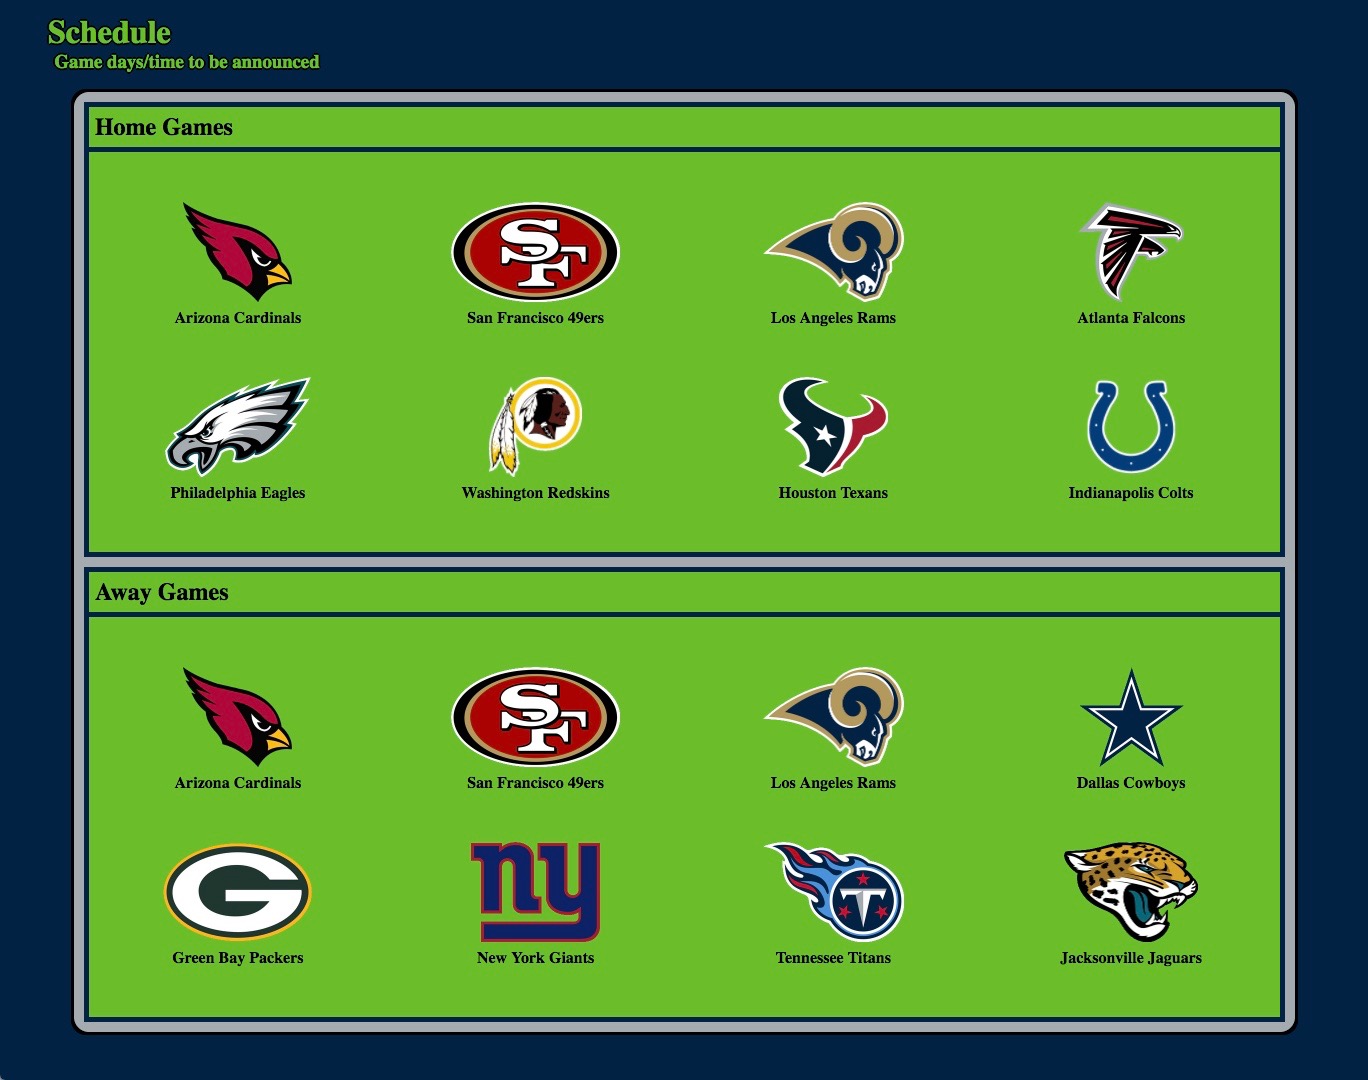 Schedule
Game days/time to be announced
Home Games
SF
Arizona Cardinals San Francisco 49ers Los Angeles Rams Atlanta Falcons
Philadelphia Eagles Washington Redskins Houston Texans Indianapolis Colts
Away Games
SF
Arizona Cardinals San Francisco 49ers Los Angeles Rams Dallas Cowboys
G ny T
Green Bay Packers New York Giants Tennessee Titans Jacksonville Jaguars